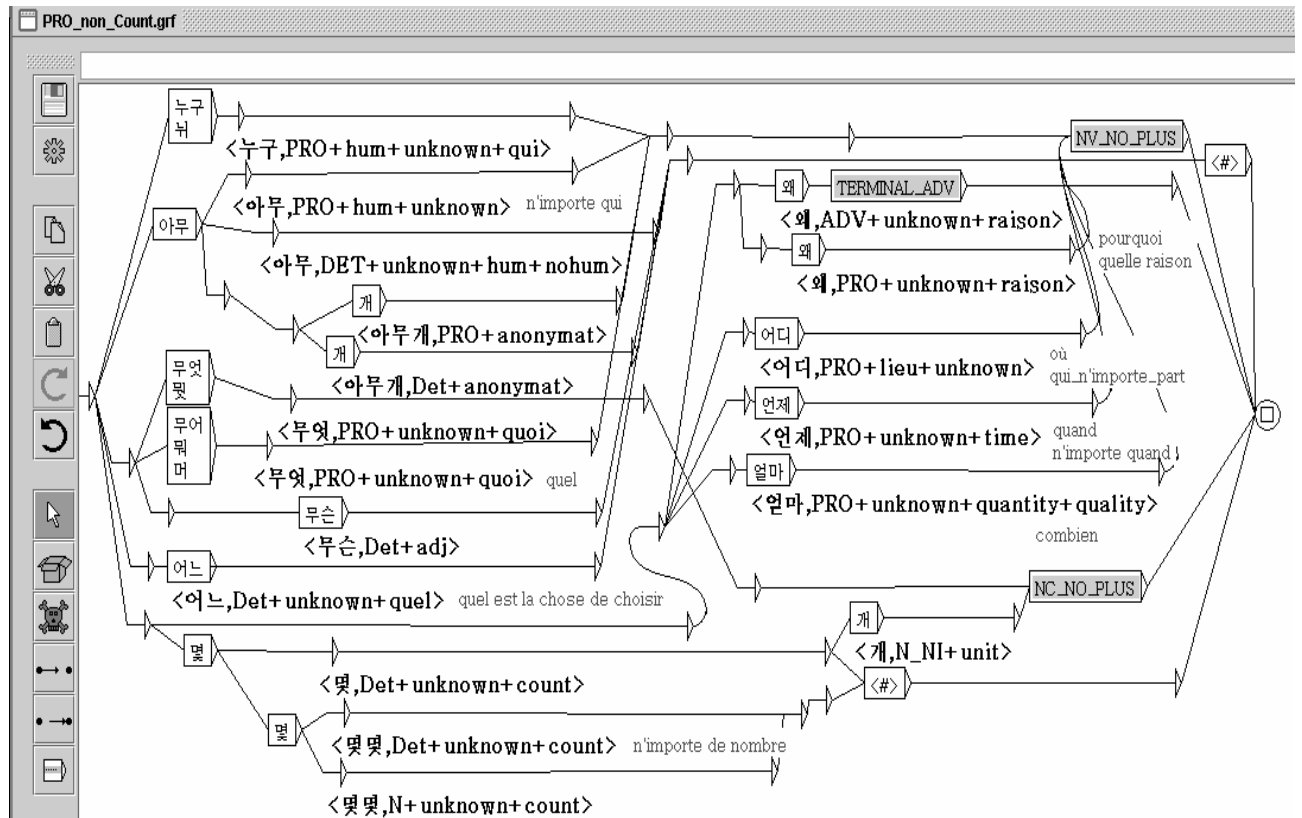 PRO_non_Count.grf
누구
뉘
<누구,PRO+hum+unknown+qui>
<아무,PRO+hum+unknown>
n'importe qui
아무
<아무,DET+unknown+hum+nohum>
개
<아무개,PRO+anonymat>
개
<아무개,Det+anonymat>
무엇
뭣
<무엇,PRO+unknown+quoi>
무어
뭐
머
<무엇,PRO+unknown+quoi>
quel
무슨
<무슨,Det+adj>
어느
<어느,Det+unknown+quel>
quel est la chose de choisir
몇
<몇,Det+unknown+count>
몇
<몇몇,Det+unknown+count>
n'importe de nombre
<몇몇,N+unknown+count>
NV_NO_PLUS
<#>
왜
TERMINAL_ADV
<왜,ADV+unknown+raison>
왜
<왜,PRO+unknown+raison>
pourquoi
quelle raison
어디
<어디,PRO+lieu+unknown>
où
qui_n'importe_part
언제
<언제,PRO+unknown+time>
quand
n'importe quand
얼마
<얼마,PRO+unknown+quantity+quality>
combien
NC_NO_PLUS
개
<개,N_NI+unit>
<#>